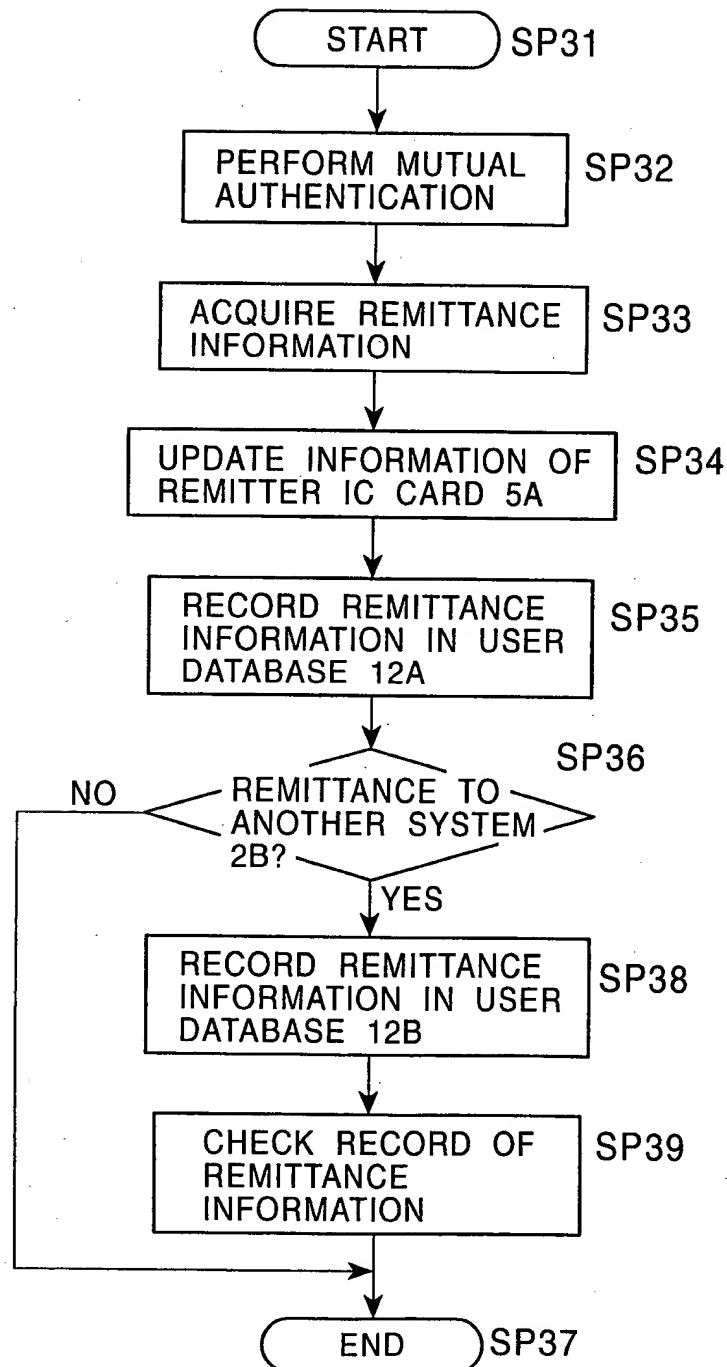 START SP31
PERFORM MUTUAL SP32
AUTHENTICATION
ACQUIRE REMITTANCE SP33
INFORMATION
UPDATE INFORMATION OF SP34
REMITTER IC CARD 5A
RECORD REMITTANCE SP35
INFORMATION IN USER
DATABASE 12A
SP36
NO REMITTANCE TO
ANOTHER SYSTEM
2B?
YES
RECORD REMITTANCE SP38
INFORMATION IN USER
DATABASE 12B
CHECK RECORD OF SP39
REMITTANCE
INFORMATION
END SP37